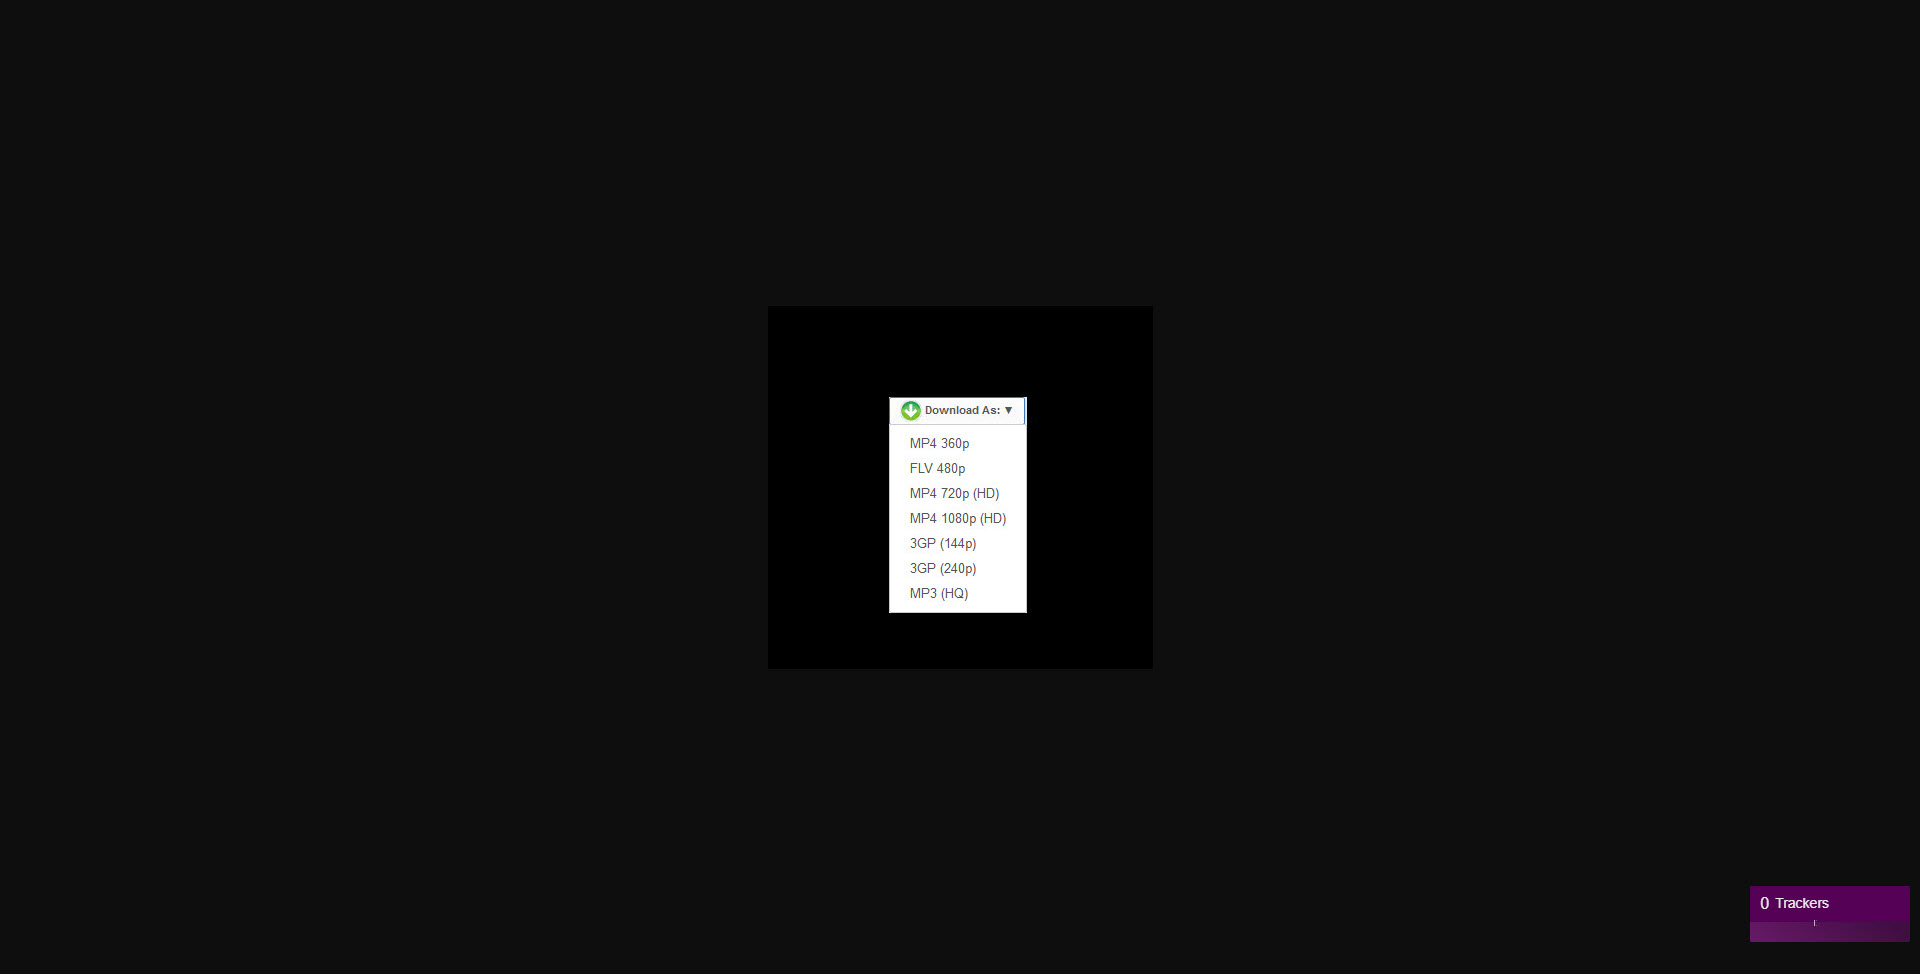 Download As: ▼
MP4 360p
FLV 480p
MP4 720p (HD)
MP4 1080p (HD)
3GP (144p)
3GP (240p)
MP3 (HQ)
0 Trackers